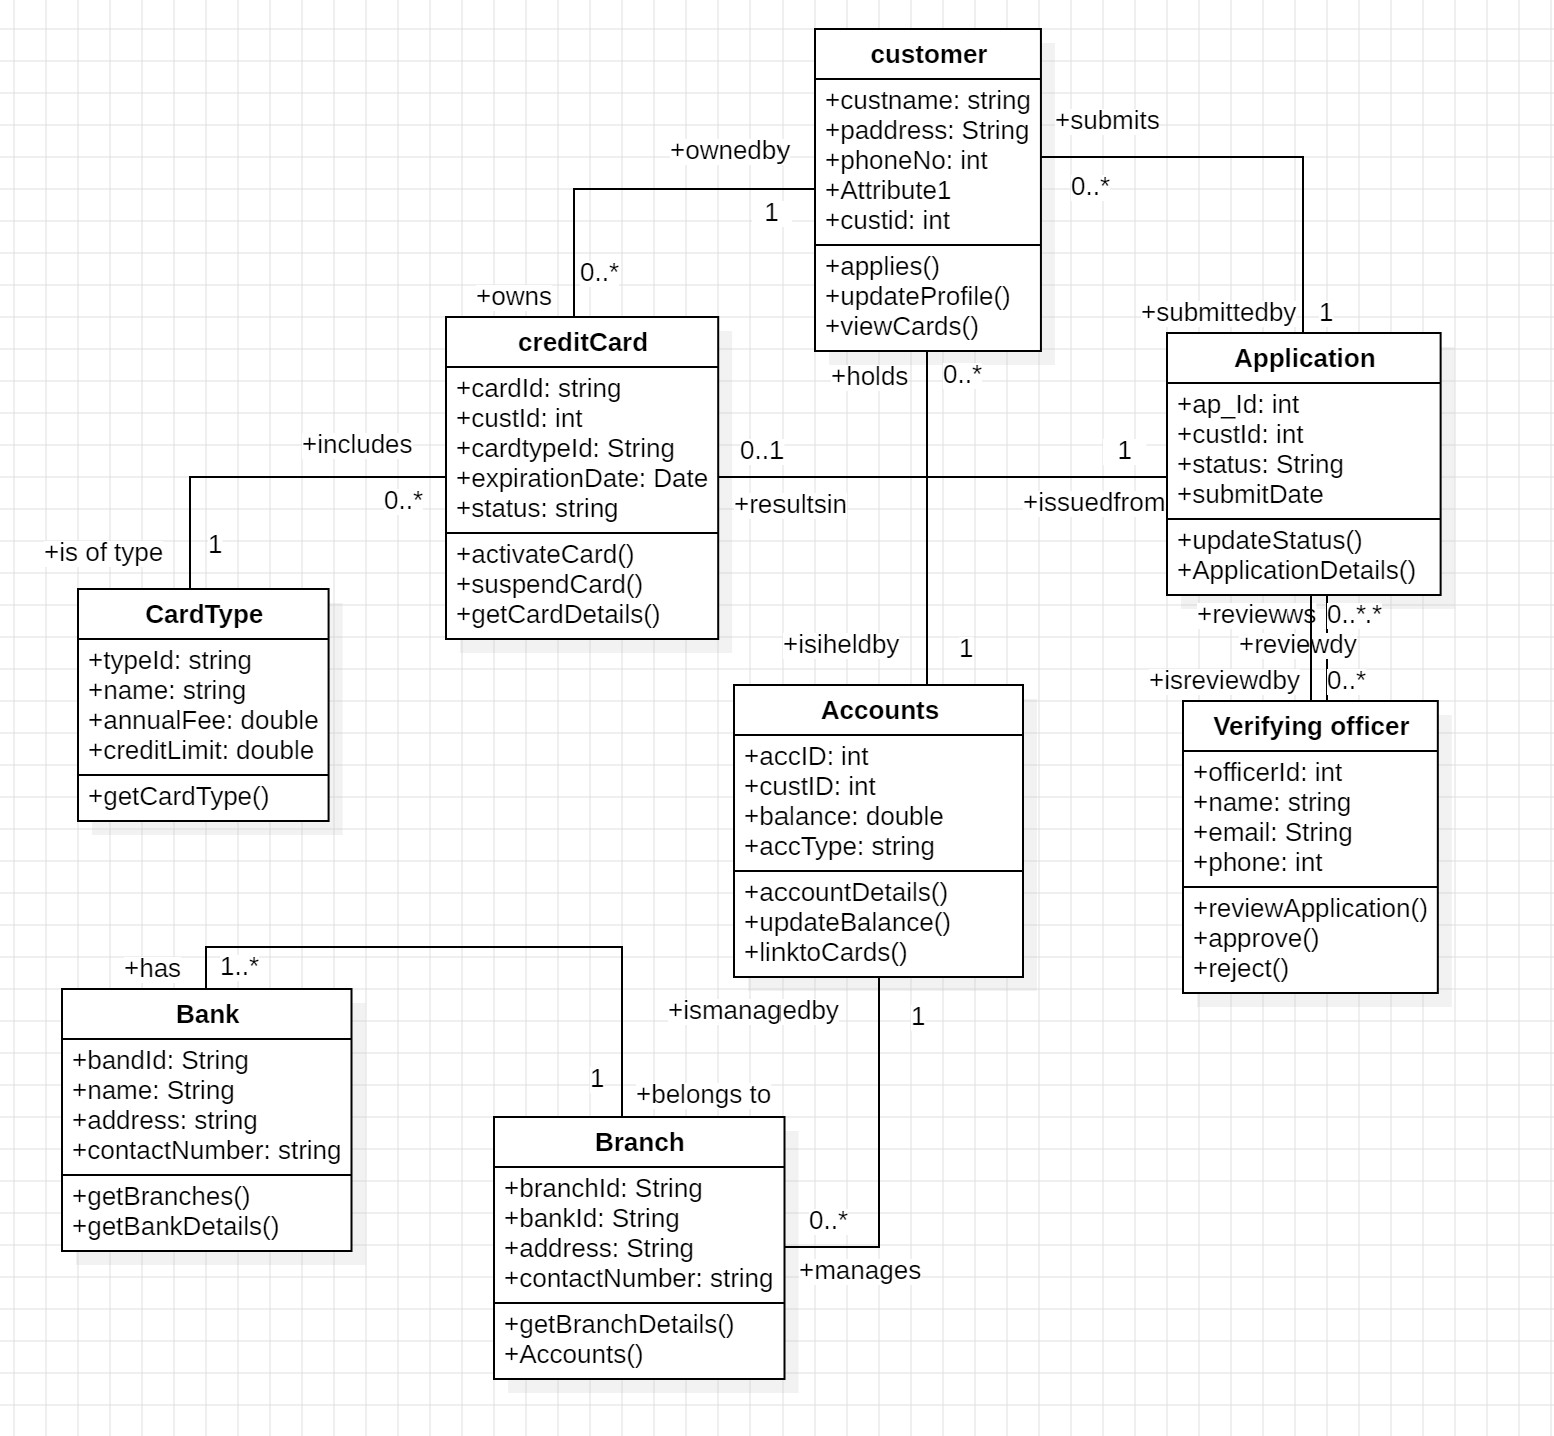 customer
+custname: string
+paddress: String
+phoneNo: int
+Attribute1
+custid: int
+applies()
+updateProfile()
+viewCards()
+submits
0..*
+ownedby
1
0..*
+owns
+submittedby
1
creditCard
+cardId: string
+custId: int
+cardtypeId: String
+expirationDate: Date
+status: string
+activateCard()
+suspendCard()
+getCardDetails()
+holds
0..*
Application
+ap_Id: int
+custId: int
+status: String
+submitDate
+updateStatus()
+ApplicationDetails()
+includes
0..*
0..1
+resultsin
1
+issuedfrom
+is of type
1
CardType
+typeId: string
+name: string
+annualFee: double
+creditLimit: double
+getCardType()
+isiheldby
1
+reviewws
0..*.*
+reviewdy
+isreviewdby
0..*
Accounts
+accID: int
+custID: int
+balance: double
+accType: string
+accountDetails()
+updateBalance()
+linktoCards()
Verifying officer
+officerId: int
+name: string
+email: String
+phone: int
+reviewApplication()
+approve()
+reject()
+has
1..*
Bank
+bandId: String
+name: String
+address: string
+contactNumber: string
+getBranches()
+getBankDetails()
+ismanagedby
1
1
+belongs to
Branch
+branchId: String
+bankId: String
+address: String
+contactNumber: string
+getBranchDetails()
+Accounts()
0..*
+manages